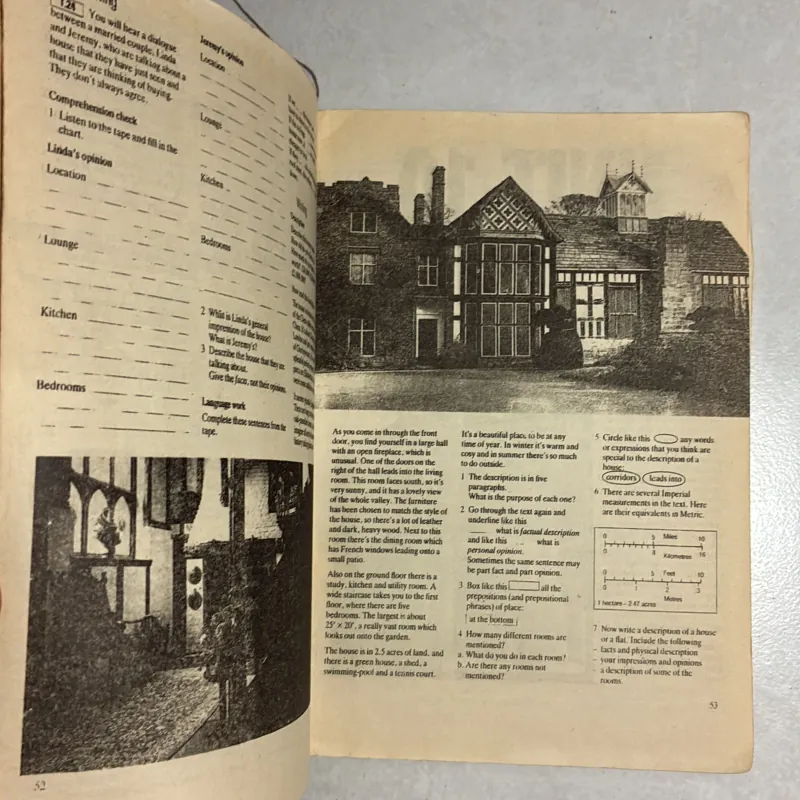 1.24 You will hear a dialogue
between a married couple, Linda
and Jeremy, who are talking about a
house that they have just seen and
that they are thinking of buying.
They don't always agree.
Comprehension check
1 Listen to the tape and fill in the
chart.
Linda's opinion
Location
Lounge
Kitchen
Bedrooms
Jeremy's opinion
Location
Lounge
Kitchen
Bedrooms
2 What is Linda's general
impression of the house?
What is Jeremy's?
3 Describe the house that they are
talking about.
Give the facts, not their opinions.
Language work
Complete these sentences from the
tape.
52
As you come in through the front
door, you find yourself in a large hall
with an open fireplace, which is
unusual. One of the doors on the
right of the hall leads into the living
room. This room faces south, so it's
very sunny, and it has a lovely view
of the whole valley. The furniture
has been chosen to match the style of
the house, so there's a lot of leather
and dark, heavy wood. Next to this
room there's the dining room which
has French windows leading onto a
small patio.
Also on the ground floor there is a
study, kitchen and utility room. A
wide staircase takes you to the first
floor, where there are five
bedrooms. The largest is about
25' × 20', a really vast room which
looks out onto the garden.
The house is in 2.5 acres of land, and
there is a green house, a shed, a
swimming-pool and a tennis court.
It's a beautiful place to be at any
time of year. In winter it's warm and
cosy and in summer there's so much
to do outside.
1 The description is in five
paragraphs.
What is the purpose of each one?
2 Go through the text again and
underline like this
what is factual description
and like this what is
personal opinion.
Sometimes the same sentence may
be part fact and part opinion.
3 Box like this all the
prepositions (and prepositional
phrases) of place:
at the bottom
4 How many different rooms are
mentioned?
a. What do you do in each room?
b. Are there any rooms not
mentioned?
5 Circle like this any words
or expressions that you think are
special to the description of a
house:
corridors leads into
6 There are several Imperial
measurements in the text. Here
are their equivalents in Metric.
0 5 Miles 10
0 8 Kilometres 16
0 5 Feet 10
0 1 2 3
Metres
1 hectare = 2.47 acres
7 Now write a description of a house
or a flat. Include the following
- facts and physical description
- your impressions and opinions
- a description of some of the
rooms.
53